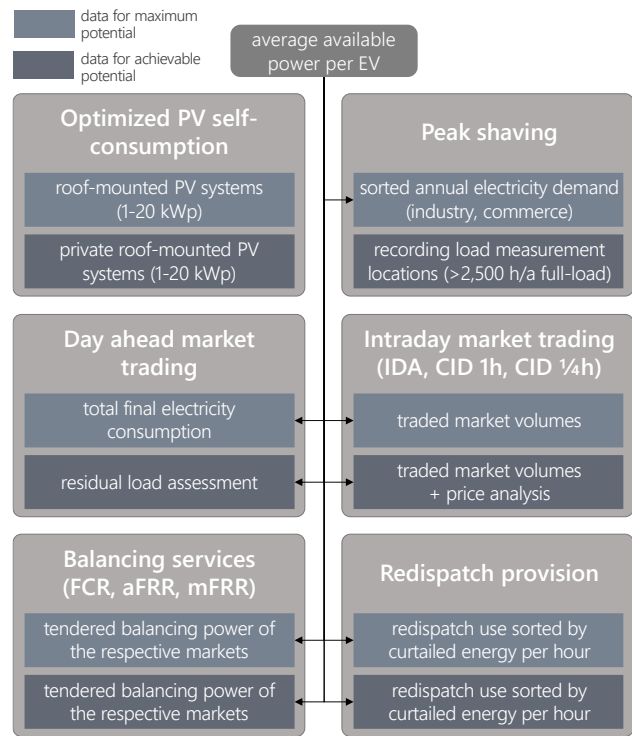 data for maximum
potential
data for achievable
potential
average available
power per EV
Optimized PV self-
consumption
roof-mounted PV systems
(1-20 kWp)
private roof-mounted PV
systems (1-20 kWp)
Peak shaving
sorted annual electricity demand
(industry, commerce)
recording load measurement
locations (>2,500 h/a full-load)
Day ahead market
trading
total final electricity
consumption
residual load assessment
Intraday market trading
(IDA, CID 1h, CID ¼h)
traded market volumes
traded market volumes
+ price analysis
Balancing services
(FCR, aFRR, mFRR)
tendered balancing power of
the respective markets
tendered balancing power of
the respective markets
Redispatch provision
redispatch use sorted by
curtailed energy per hour
redispatch use sorted by
curtailed energy per hour